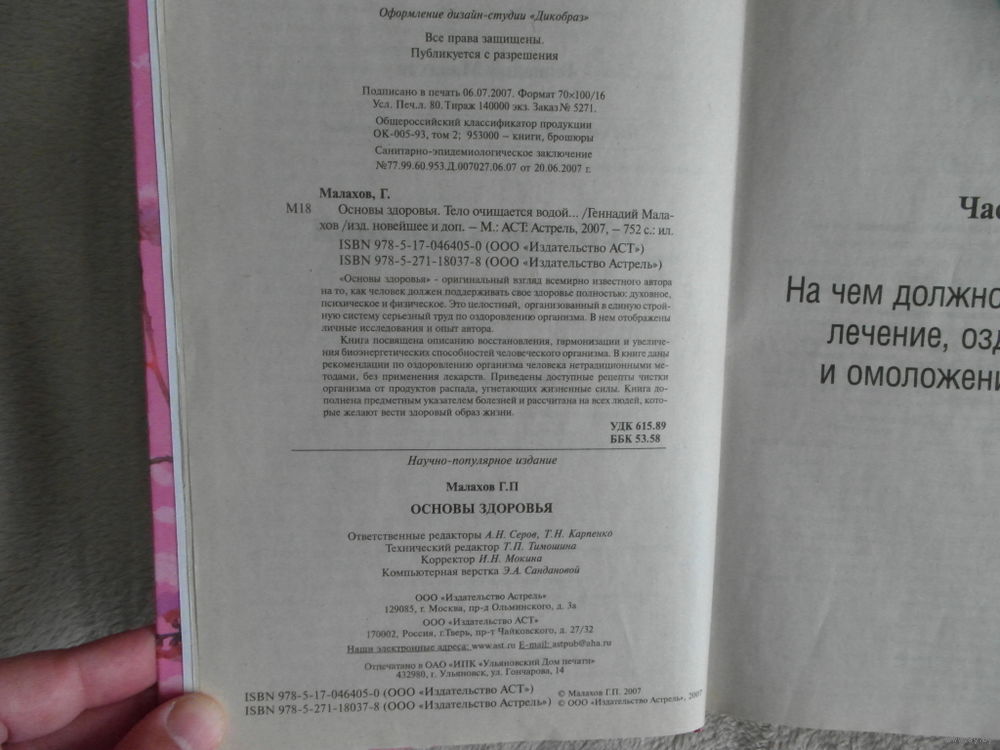 Оформление дизайн-студии «Дикобраз»
Все права защищены.
Публикуется с разрешения
Подписано в печать 06.07.2007. Формат 70×100/16
Усл. Печ.л. 80. Тираж 140000 экз. Заказ № 5271.
Общероссийский классификатор продукции
ОК-005-93, том 2; 953000 – книги, брошюры
Санитарно-эпидемиологическое заключение
№77.99.60.953.Д.007027.06.07 от 20.06.2007 г.
Малахов, Г.
М18 Основы здоровья. Тело очищается водой... /Геннадий Мала-
хов /изд. новейшее и доп. – М.: АСТ: Астрель, 2007, – 752 с.: ил.
ISBN 978-5-17-046405-0 (ООО «Издательство АСТ»)
ISBN 978-5-271-18037-8 (ООО «Издательство Астрель»)
«Основы здоровья» - оригинальный взгляд всемирно известного автора
на то, как человек должен поддерживать свое здоровье полностью: духовное,
психическое и физическое. Это целостный, организованный в единую строй-
ную систему серьезный труд по оздоровлению организма. В нем отображены
личные исследования и опыт автора.
Книга посвящена описанию восстановления, гармонизации и увеличе-
ния биоэнергетических способностей человеческого организма. В книге даны
рекомендации по оздоровлению организма человека нетрадиционными ме-
тодами, без применения лекарств. Приведены доступные рецепты чистки
организма от продуктов распада, угнетающих жизненные силы. Книга до-
полнена предметным указателем болезней и рассчитана на всех людей, кото-
рые желают вести здоровый образ жизни.
УДК 615.89
ББК 53.58
Научно-популярное издание
Малахов Г.П
ОСНОВЫ ЗДОРОВЬЯ
Ответственные редакторы А.Н. Серов, Т.Н. Карпенко
Технический редактор Т.П. Тимошина
Корректор И.Н. Мокина
Компьютерная верстка Э.А. Сандановой
ООО «Издательство Астрель»
129085, г. Москва, пр-д Ольминского, д. 3а
ООО «Издательство АСТ»
170002, Россия, г.Тверь, пр-т Чайковского, д. 27/32
Наши электронные адреса: www.ast.ru E-mail: astpub@aha.ru
Отпечатано в ОАО «ИПК "Ульяновский Дом печати»
432980, г. Ульяновск, ул. Гончарова, 14
ISBN 978-5-17-046405-0 (ООО «Издательство АСТ»)
ISBN 978-5-271-18037-8 (ООО «Издательство Астрель»)
© Малахов Г.П. 2007
© ООО «Издательство Астрель», 2007
Час
На чем должно
лечение, озд
и омоложени